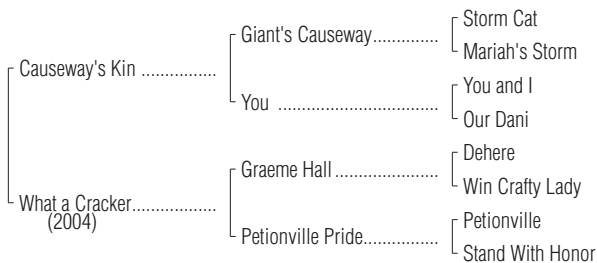 Storm Cat
Giant's Causeway..............
Mariah's Storm
Causeway's Kin ................
You and I
You ..................................
Our Dani
Dehere
Graeme Hall ......................
Win Crafty Lady
What a Cracker..................
(2004)
Petionville
Petionville Pride................
Stand With Honor